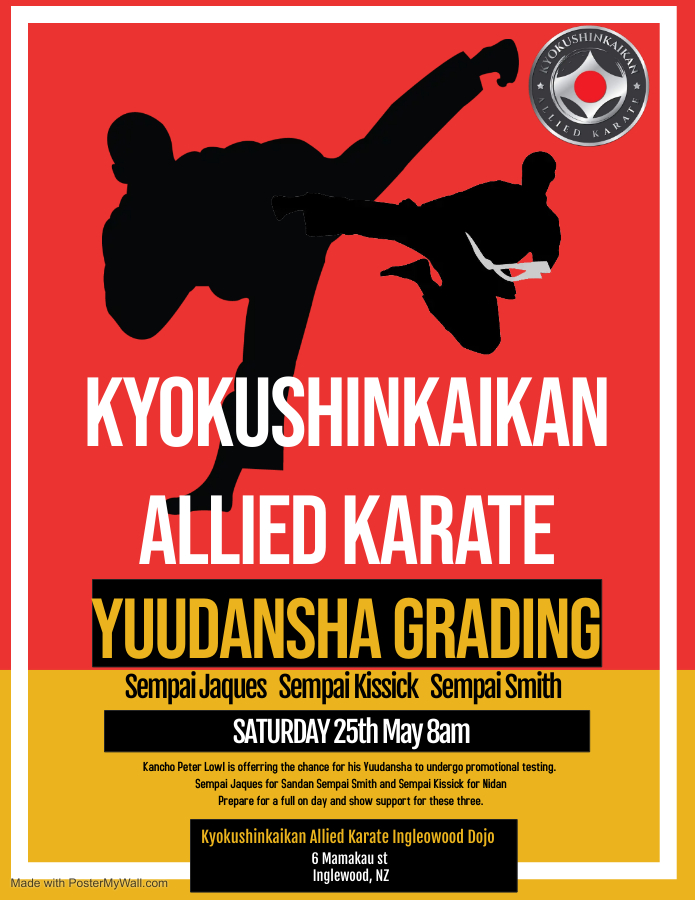 KYOKUSHINKAIKAN
ALLIED KARATE
KYOKUSHINKAIKAN
ALLIED KARATE
YUUDANSHA GRADING
Sempai Jaques Sempai Kissick Sempai Smith
SATURDAY 25th May 8am
Kancho Peter Lowl is offerring the chance for his Yuudansha to undergo promotional testing.
Sempai Jaques for Sandan Sempai Smith and Sempai Kissick for Nidan
Prepare for a full on day and show support for these three.
Kyokushinkaikan Allied Karate Ingleowood Dojo
6 Mamakau st
Inglewood, NZ
Made with PosterMyWall.com